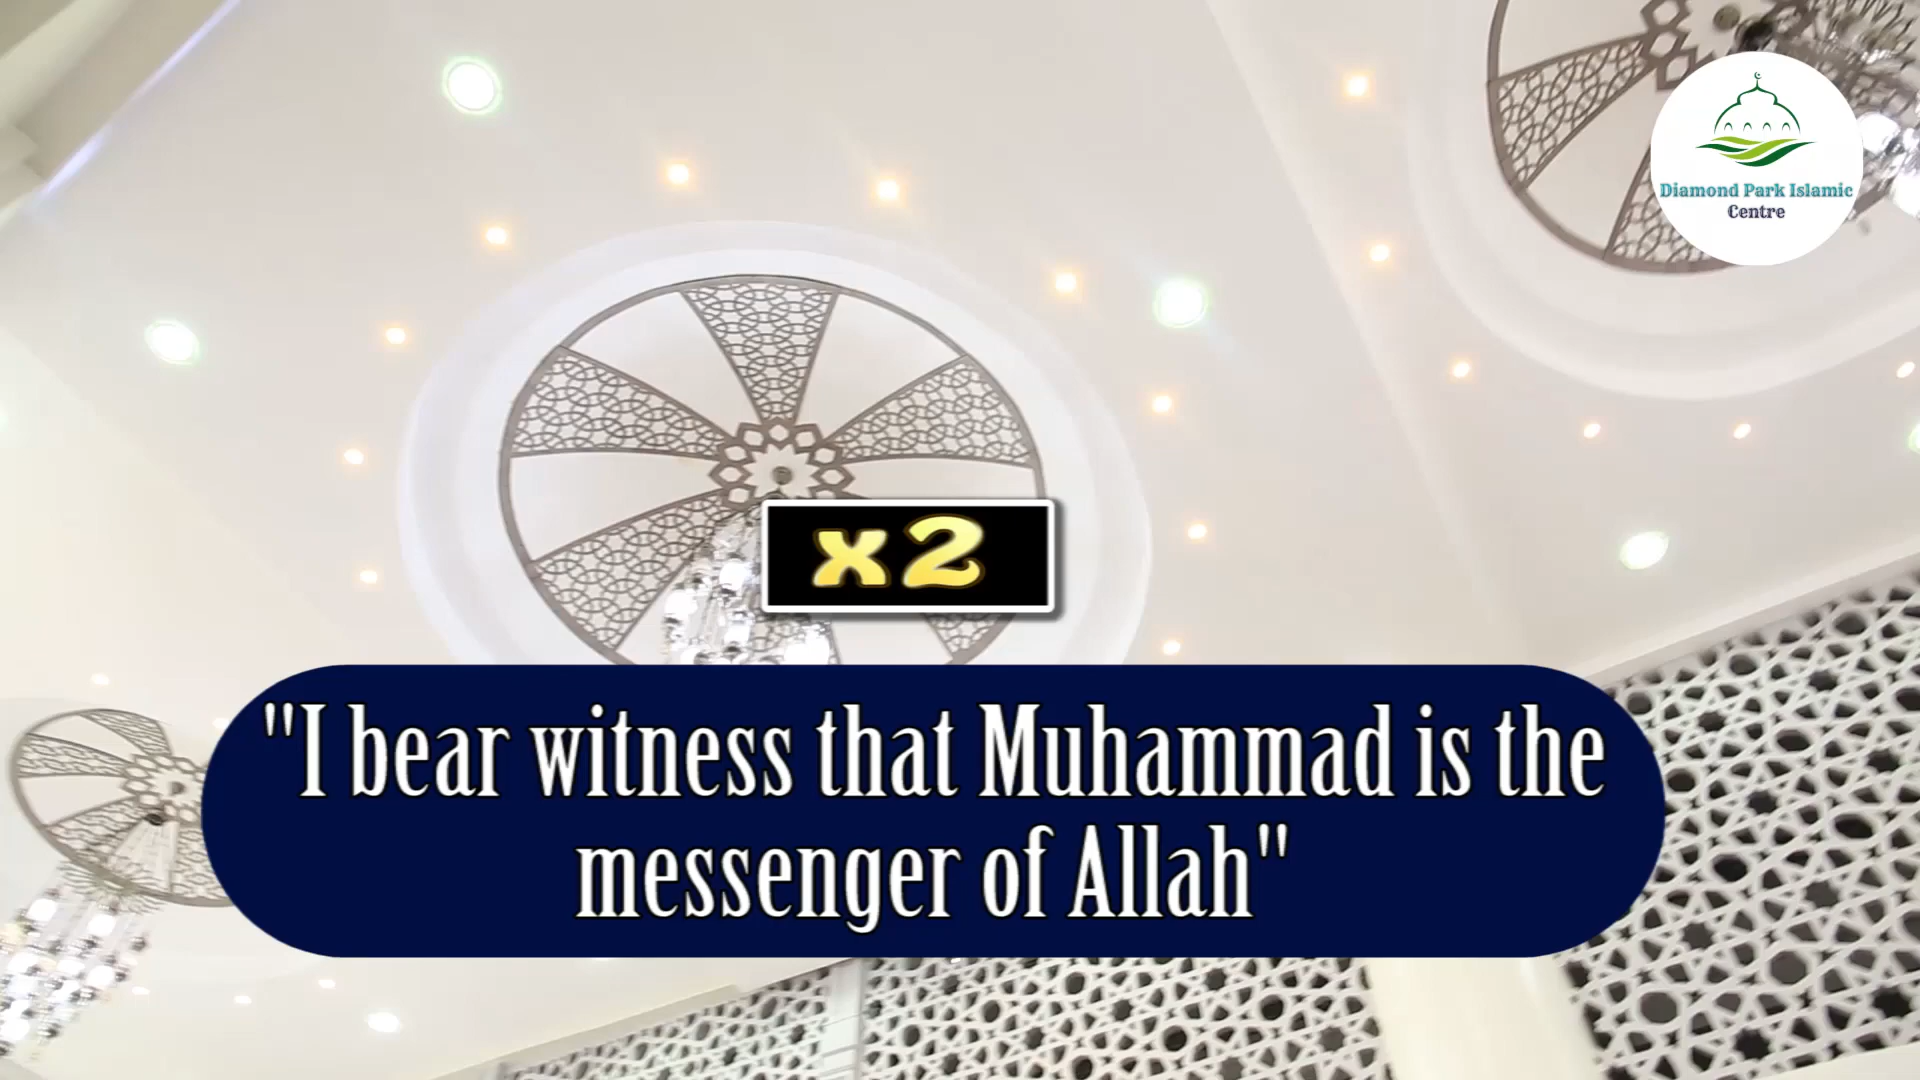 Diamond Park Islamic
Centre
x2
"I bear witness that Muhammad is the
messenger of Allah"